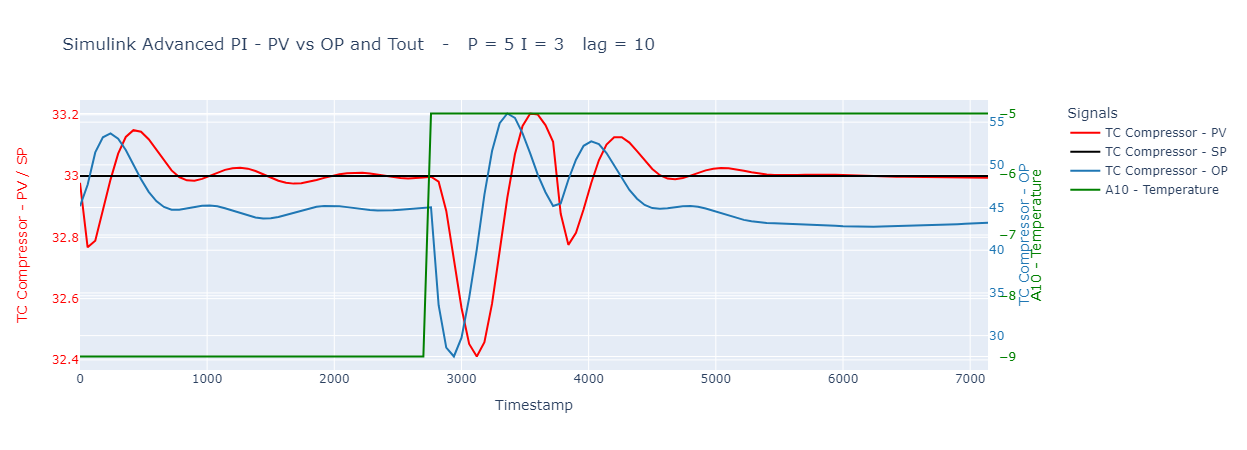 Simulink Advanced PI - PV vs OP and Tout - P = 5 I = 3 lag = 10
Signals
TC Compressor - PV
TC Compressor - SP
TC Compressor - OP
A10 - Temperature
TC Compressor - PV / SP
33.2
33
32.8
32.6
32.4
0
1000
2000
3000
4000
5000
6000
7000
Timestamp
55
50
45
40
35
30
TC Compressor - OP
−5
−6
−7
−8
−9
A10 - Temperature